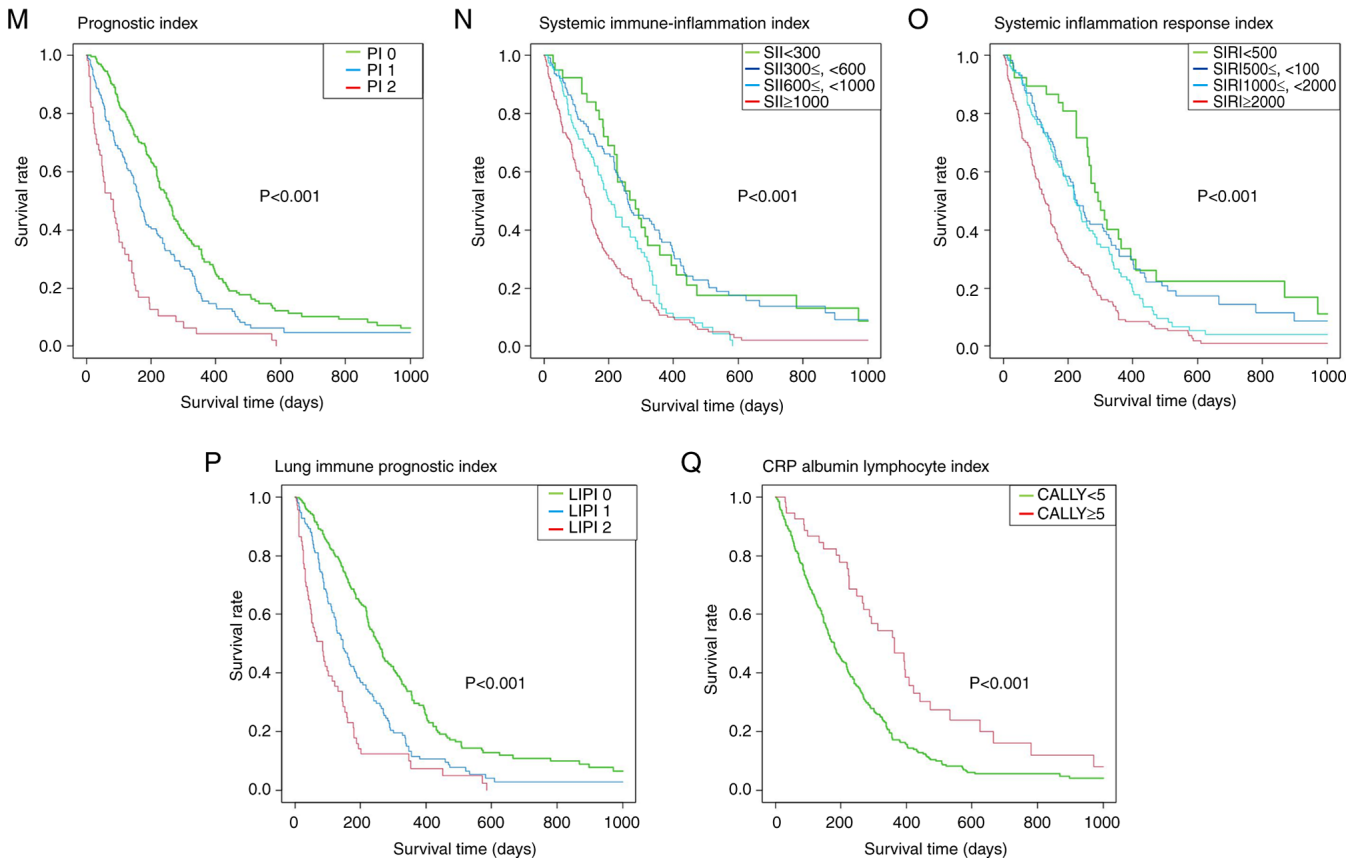 M
Prognostic index
PI 0
PI 1
PI 2
1.0
0.8
0.6
0.4
0.2
0.0
Survival rate
P<0.001
0 200 400 600 800 1000
Survival time (days)
N
Systemic immune-inflammation index
SII<300
SII300≤, <600
SII600≤, <1000
SII≥1000
1.0
0.8
0.6
0.4
0.2
0.0
Survival rate
P<0.001
0 200 400 600 800 1000
Survival time (days)
O
Systemic inflammation response index
SIRI<500
SIRI500≤, <100
SIRI1000≤, <2000
SIRI≥2000
1.0
0.8
0.6
0.4
0.2
0.0
Survival rate
P<0.001
0 200 400 600 800 1000
Survival time (days)
P
Lung immune prognostic index
LIPI 0
LIPI 1
LIPI 2
1.0
0.8
0.6
0.4
0.2
0.0
Survival rate
P<0.001
0 200 400 600 800 1000
Survival time (days)
Q
CRP albumin lymphocyte index
CALLY<5
CALLY≥5
1.0
0.8
0.6
0.4
0.2
0.0
Survival rate
P<0.001
0 200 400 600 800 1000
Survival time (days)